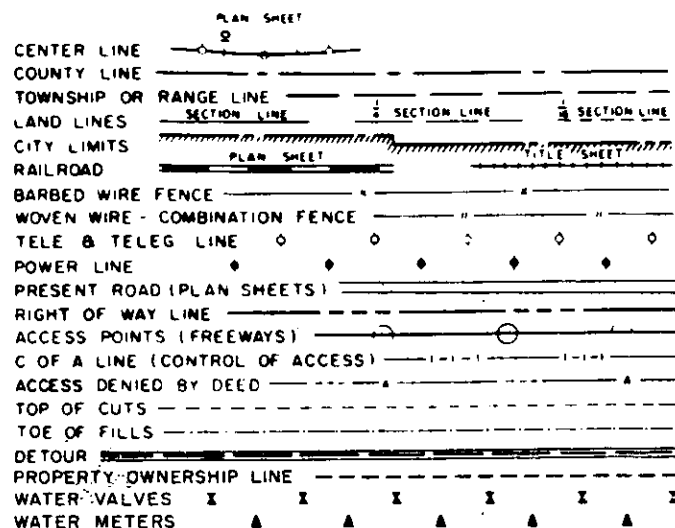 PLAN SHEET
CENTER LINE
COUNTY LINE
TOWNSHIP OR RANGE LINE
SECTION LINE 1/4 SECTION LINE SECTION LINE
LAND LINES
CITY LIMITS
PLAN SHEET TITLE SHEET
RAILROAD
BARBED WIRE FENCE
WOVEN WIRE - COMBINATION FENCE
TELE & TELEG LINE
POWER LINE
PRESENT ROAD (PLAN SHEETS)
RIGHT OF WAY LINE
ACCESS POINTS (FREEWAYS)
C OF A LINE (CONTROL OF ACCESS)
ACCESS DENIED BY DEED
TOP OF CUTS
TOE OF FILLS
DETOUR
PROPERTY OWNERSHIP LINE
WATER VALVES
WATER METERS